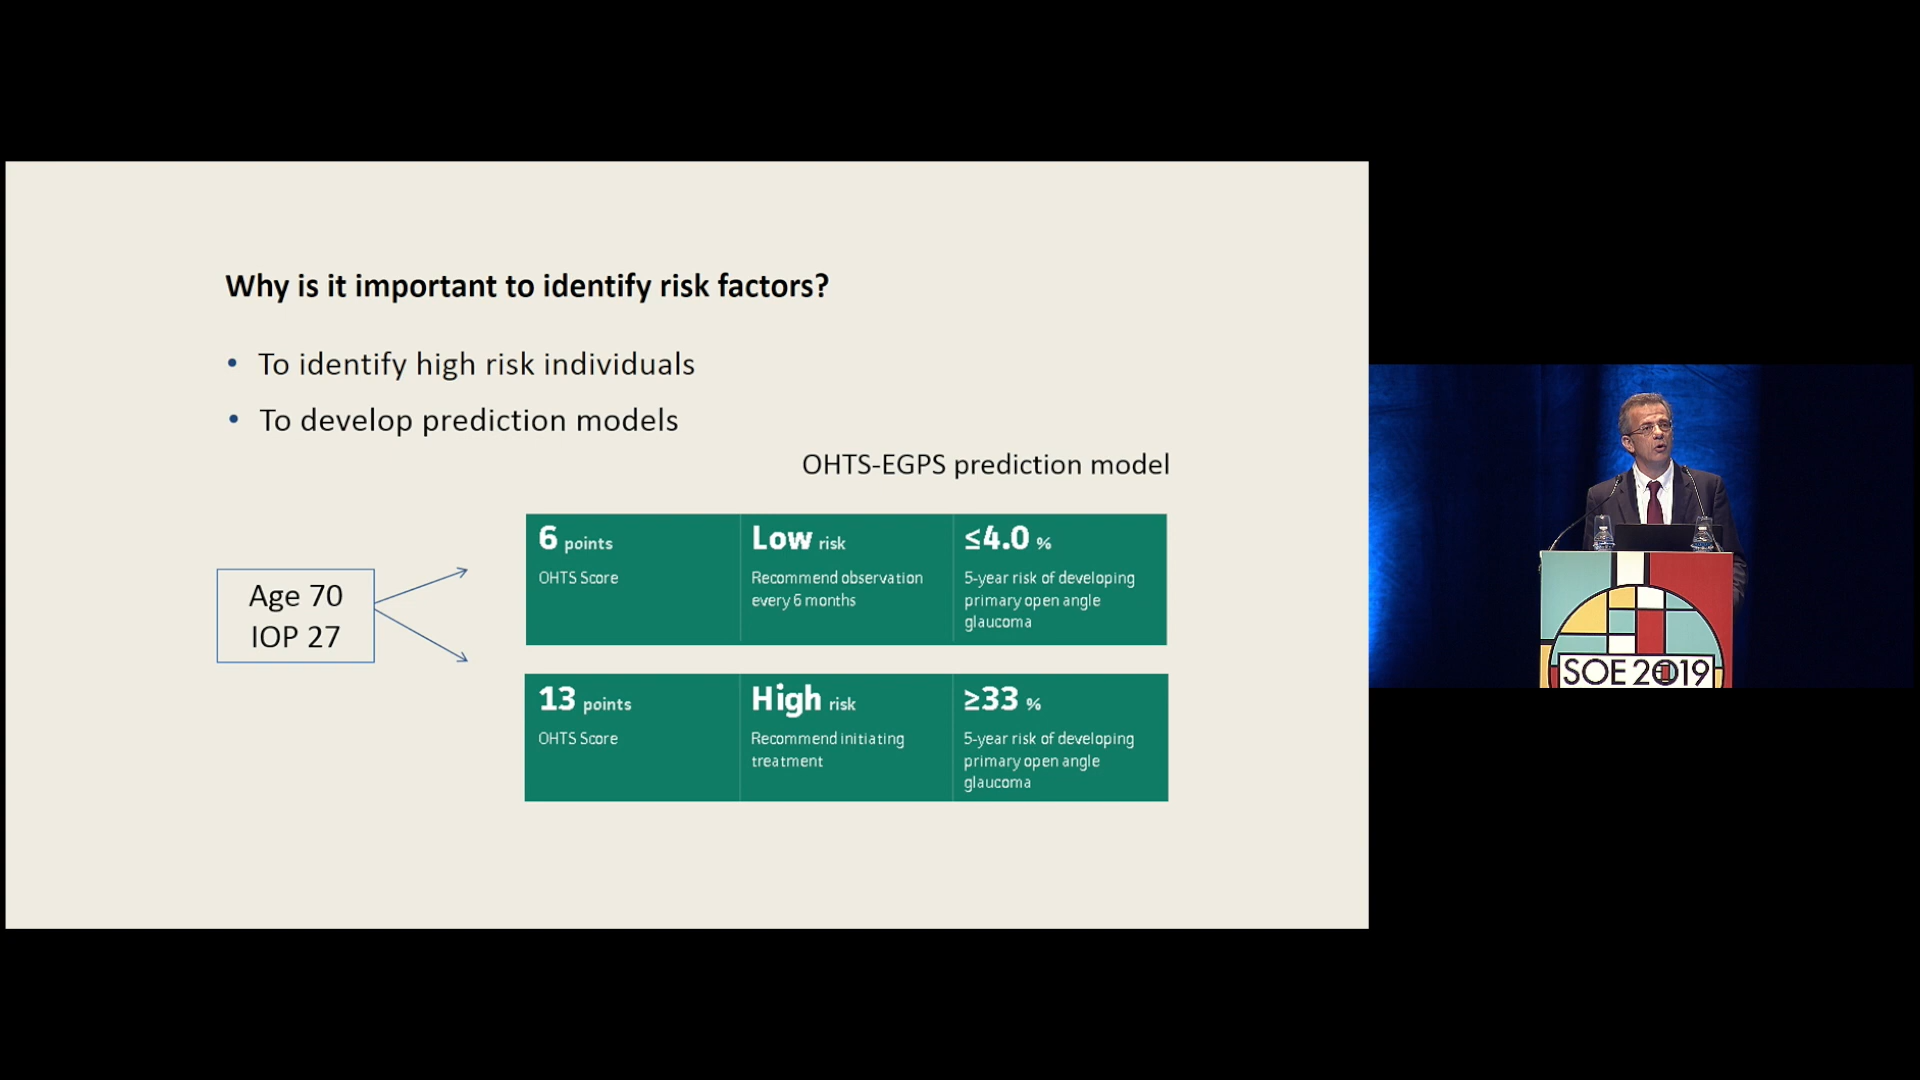 Why is it important to identify risk factors?
• To identify high risk individuals
• To develop prediction models
OHTS-EGPS prediction model
Age 70
IOP 27
6 points
OHTS Score
Low risk
Recommend observation
every 6 months
≤4.0 %
5-year risk of developing
primary open angle
glaucoma
13 points
OHTS Score
High risk
Recommend initiating
treatment
≥33 %
5-year risk of developing
primary open angle
glaucoma
SOE 2019